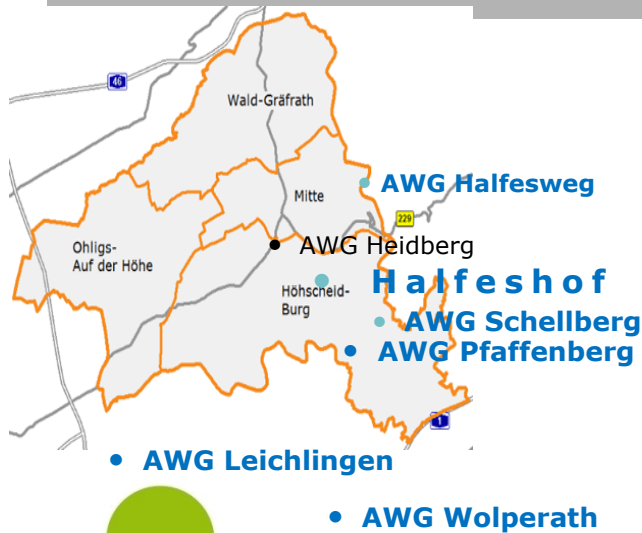 46
Wald-Gräfrath
AWG Halfesweg
Mitte
229
AWG Heidberg
Ohligs-
Auf der Höhe
Halfeshof
Höhscheid-
Burg
AWG Schellberg
AWG Pfaffenberg
1
AWG Leichlingen
AWG Wolperath